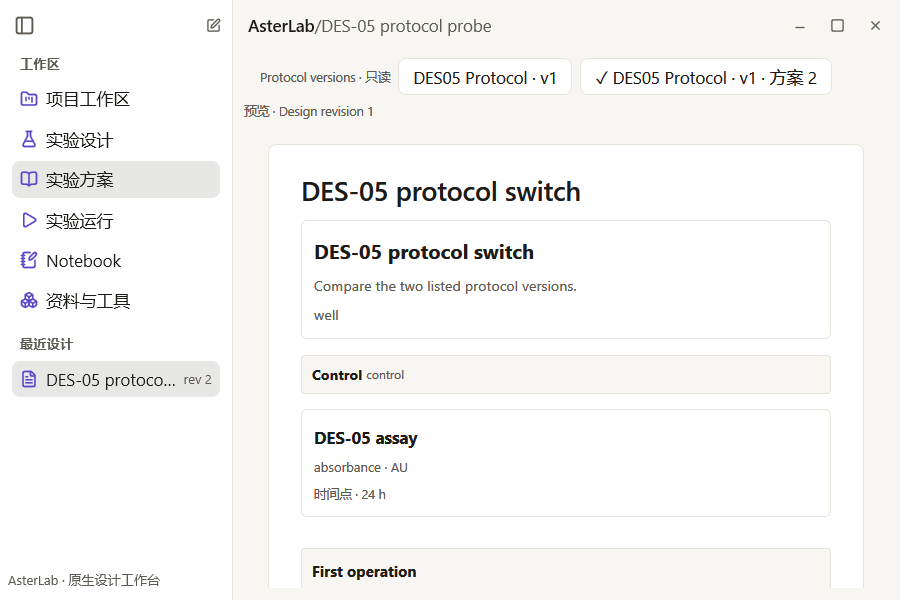 AsterLab/DES-05 protocol probe
工作区
项目工作区
实验设计
实验方案
实验运行
Notebook
资料与工具
最近设计
DES-05 protoco... rev 2
AsterLab · 原生设计工作台
Protocol versions · 只读 DES05 Protocol · v1 ✓ DES05 Protocol · v1 · 方案 2
预览 · Design revision 1
DES-05 protocol switch
DES-05 protocol switch
Compare the two listed protocol versions.
well
Control control
DES-05 assay
absorbance · AU
时间点 · 24 h
First operation